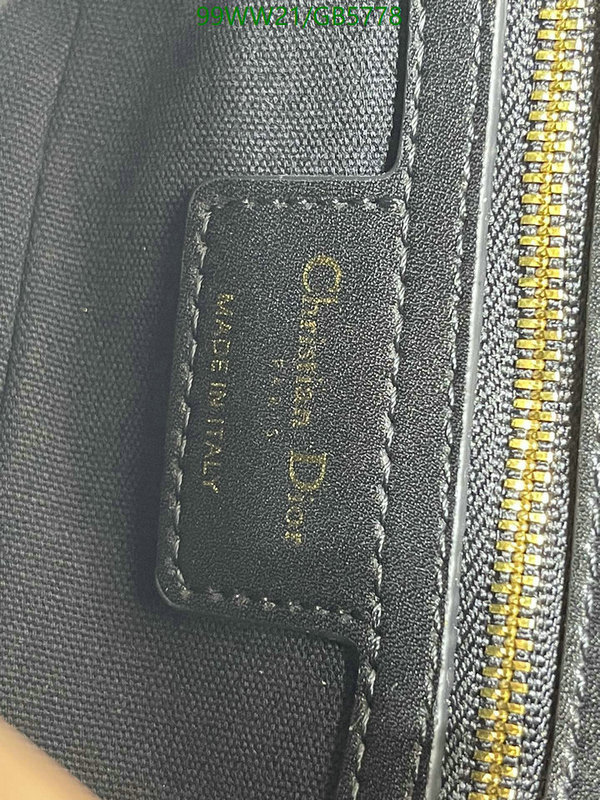 99WW21/GB5778
Christian Dior
PARIS
MADE IN ITALY